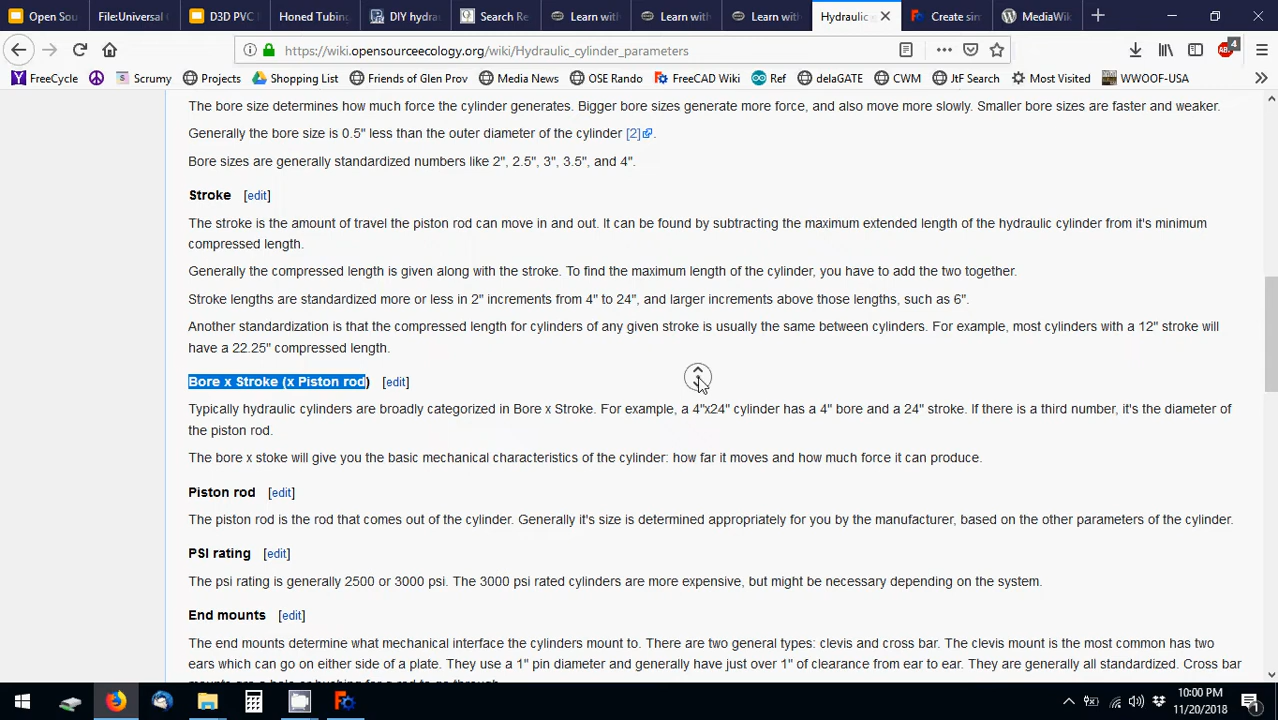 Open Sou
File:Universal
D3D PVC
Honed Tubing
DIY hydra
Search Re
Learn with
Learn with
Learn with
Hydraulic
Create sim
MediaWik
https://wiki.opensourceecology.org/wiki/Hydraulic_cylinder_parameters
4
FreeCycle
Scrumy
Projects
Shopping List
Friends of Glen Prov
Media News
OSE Rando
FreeCAD Wiki
Ref
delaGATE
CWM
JtF Search
Most Visited
WWOOF-USA
The bore size determines how much force the cylinder generates. Bigger bore sizes generate more force, and also move more slowly. Smaller bore sizes are faster and weaker.
Generally the bore size is 0.5" less than the outer diameter of the cylinder [2].
Bore sizes are generally standardized numbers like 2", 2.5", 3", 3.5", and 4".
Stroke [edit]
The stroke is the amount of travel the piston rod can move in and out. It can be found by subtracting the maximum extended length of the hydraulic cylinder from it's minimum
compressed length.
Generally the compressed length is given along with the stroke. To find the maximum length of the cylinder, you have to add the two together.
Stroke lengths are standardized more or less in 2" increments from 4" to 24", and larger increments above those lengths, such as 6".
Another standardization is that the compressed length for cylinders of any given stroke is usually the same between cylinders. For example, most cylinders with a 12" stroke will
have a 22.25" compressed length.
Bore x Stroke (x Piston rod) [edit]
Typically hydraulic cylinders are broadly categorized in Bore x Stroke. For example, a 4"x24" cylinder has a 4" bore and a 24" stroke. If there is a third number, it's the diameter of
the piston rod.
The bore x stoke will give you the basic mechanical characteristics of the cylinder: how far it moves and how much force it can produce.
Piston rod [edit]
The piston rod is the rod that comes out of the cylinder. Generally it's size is determined appropriately for you by the manufacturer, based on the other parameters of the cylinder.
PSI rating [edit]
The psi rating is generally 2500 or 3000 psi. The 3000 psi rated cylinders are more expensive, but might be necessary depending on the system.
End mounts [edit]
The end mounts determine what mechanical interface the cylinders mount to. There are two general types: clevis and cross bar. The clevis mount is the most common has two
ears which can go on either side of a plate. They use a 1" pin diameter and generally have just over 1" of clearance from ear to ear. They are generally all standardized. Cross bar
mounts are a hole or bushing for a rod to go through.
10:00 PM
11/20/2018
1